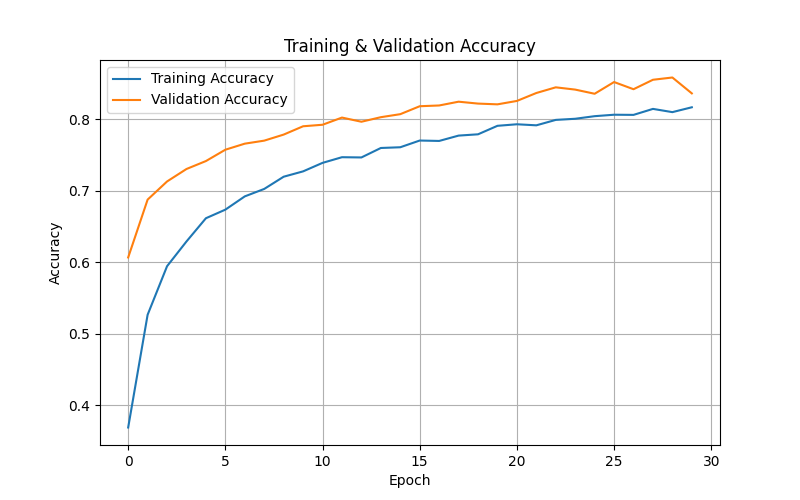 Training & Validation Accuracy
Training Accuracy
Validation Accuracy
0.8
0.7
0.6
0.5
0.4
Accuracy
0 5 10 15 20 25 30
Epoch